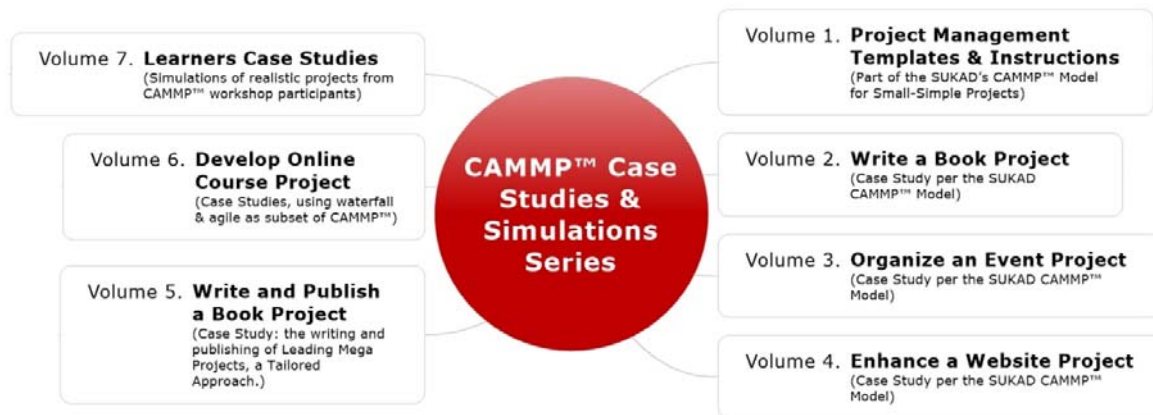 CAMMP™ Case
Studies &
Simulations
Series
Volume 1. Project Management
Templates & Instructions
(Part of the SUKAD's CAMMP™ Model
for Small-Simple Projects)
Volume 2. Write a Book Project
(Case Study per the SUKAD
CAMMP™ Model)
Volume 3. Organize an Event Project
(Case Study per the SUKAD CAMMP™
Model)
Volume 4. Enhance a Website Project
(Case Study per the SUKAD CAMMP™
Model)
Volume 5. Write and Publish
a Book Project
(Case Study: the writing and
publishing of Leading Mega
Projects, a Tailored
Approach.)
Volume 6. Develop Online
Course Project
(Case Studies, using waterfall
& agile as subset of CAMMP™)
Volume 7. Learners Case Studies
(Simulations of realistic projects from
CAMMP™ workshop participants)